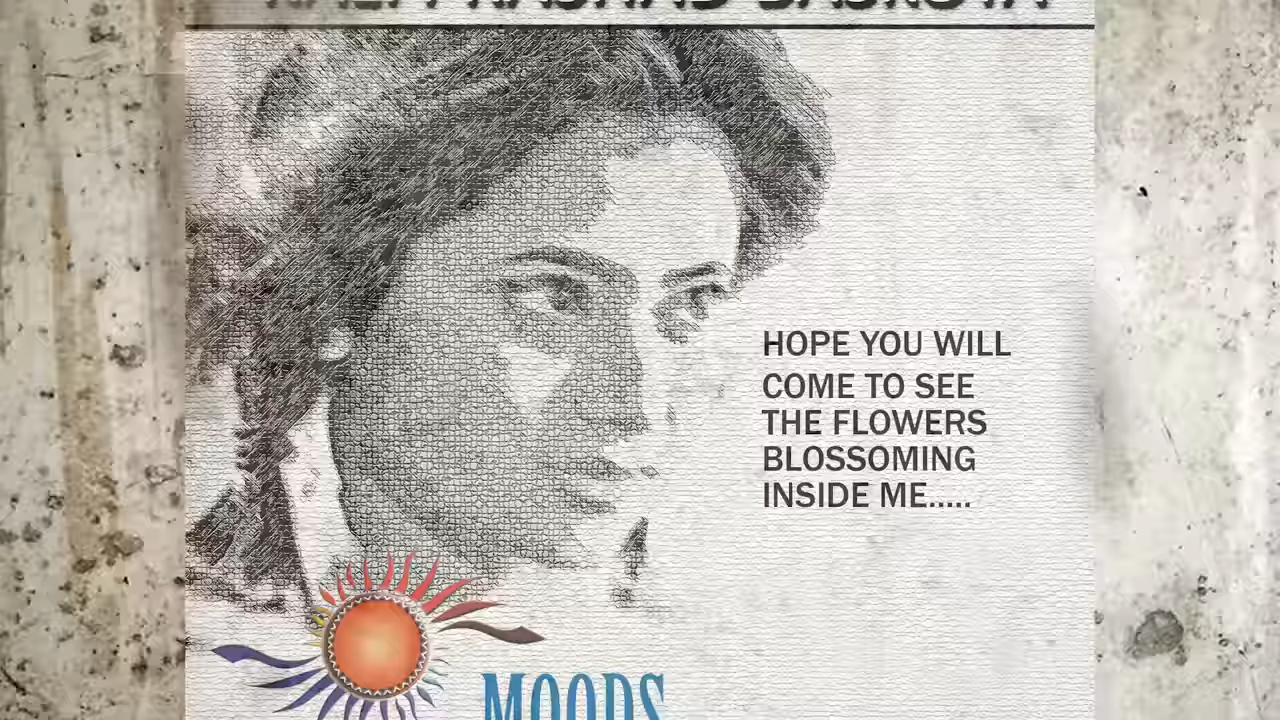 HOPE YOU WILL
COME TO SEE
THE FLOWERS
BLOSSOMING
INSIDE ME.....
MOODS